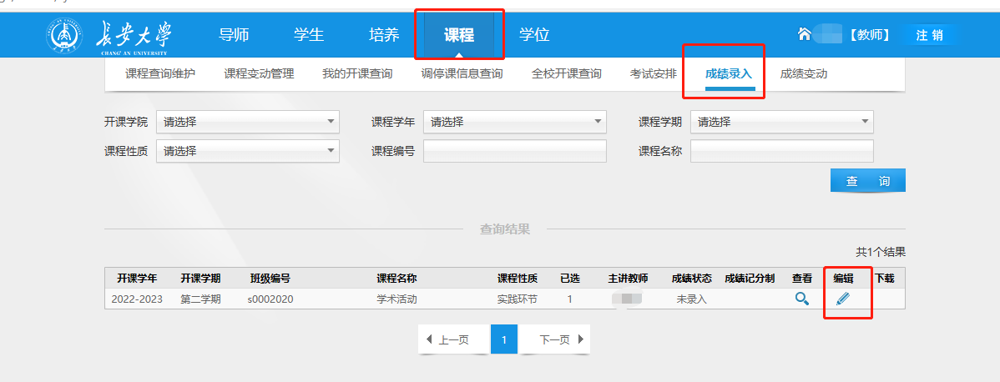 长安大学
CHANG'AN UNIVERSITY
导师 学生 培养 课程 学位 【教师】 注 销
课程查询维护 课程变动管理 我的开课查询 调停课信息查询 全校开课查询 考试安排 成绩录入 成绩变动
开课学院 请选择 课程学年 请选择 课程学期 请选择
课程性质 请选择 课程编号 课程名称
查 询
查询结果
共1个结果
开课学年 开课学期 班级编号 课程名称 课程性质 已选 主讲教师 成绩状态 成绩记分制 查看 编辑 下载
2022-2023 第二学期 s0002020 学术活动 实践环节 1 未录入
上一页 1 下一页